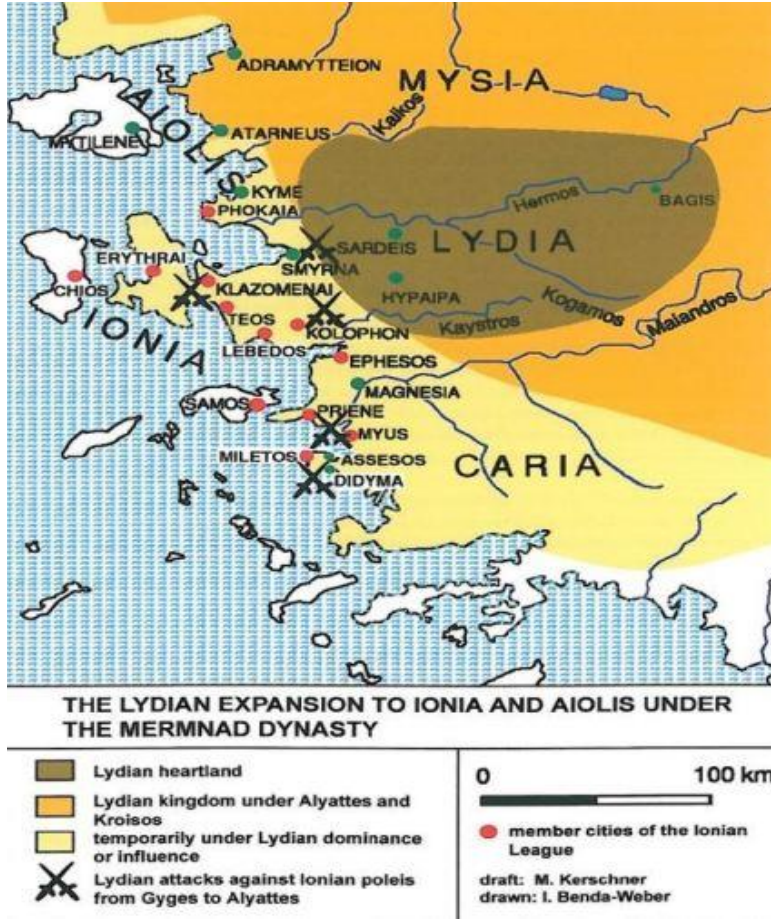 ADRAMYTTEION
MYSIA
AIOLIS
Kaikos
MYTILENE
ATARNEUS
KYME
Hermos
BAGIS
PHOKAIA
LYDIA
SARDEIS
ERYTHRAI
SMYRNA
CHIOS
KLAZOMENAI
HYPAIPA
Kogamos
Maiandros
IONIA
TEOS
KOLOPHON
Kaystros
LEBEDOS
EPHESOS
MAGNESIA
SAMOS
PRIENE
MYUS
MILETOS
ASSESOS
CARIA
DIDYMA
THE LYDIAN EXPANSION TO IONIA AND AIOLIS UNDER
THE MERMNAD DYNASTY
Lydian heartland
Lydian kingdom under Alyattes and
Kroisos
temporarily under Lydian dominance
or influence
Lydian attacks against Ionian poleis
from Gyges to Alyattes
0 100 km
member cities of the Ionian
League
draft: M. Kerschner
drawn: I. Benda-Weber